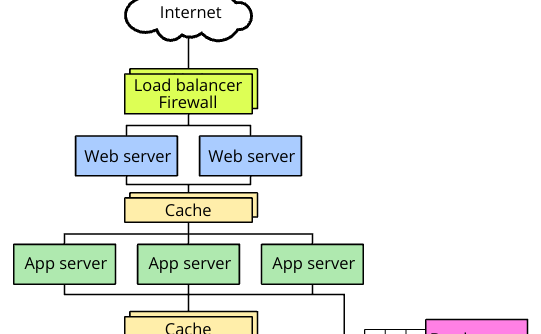 Internet
Load balancer
Firewall
Web server
Web server
Cache
App server
App server
App server
Cache